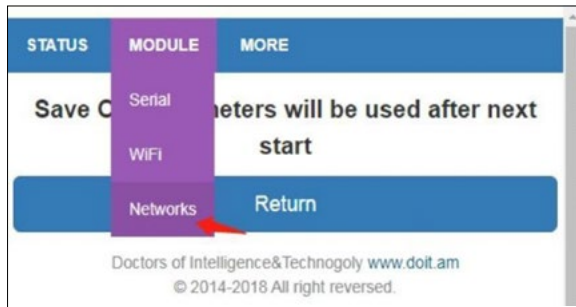 STATUS MODULE MORE
Serial
Save O eters will be used after next
WiFi
start
Networks
Return
Doctors of Intelligence&Technogoly www.doit.am
© 2014-2018 All right reversed.